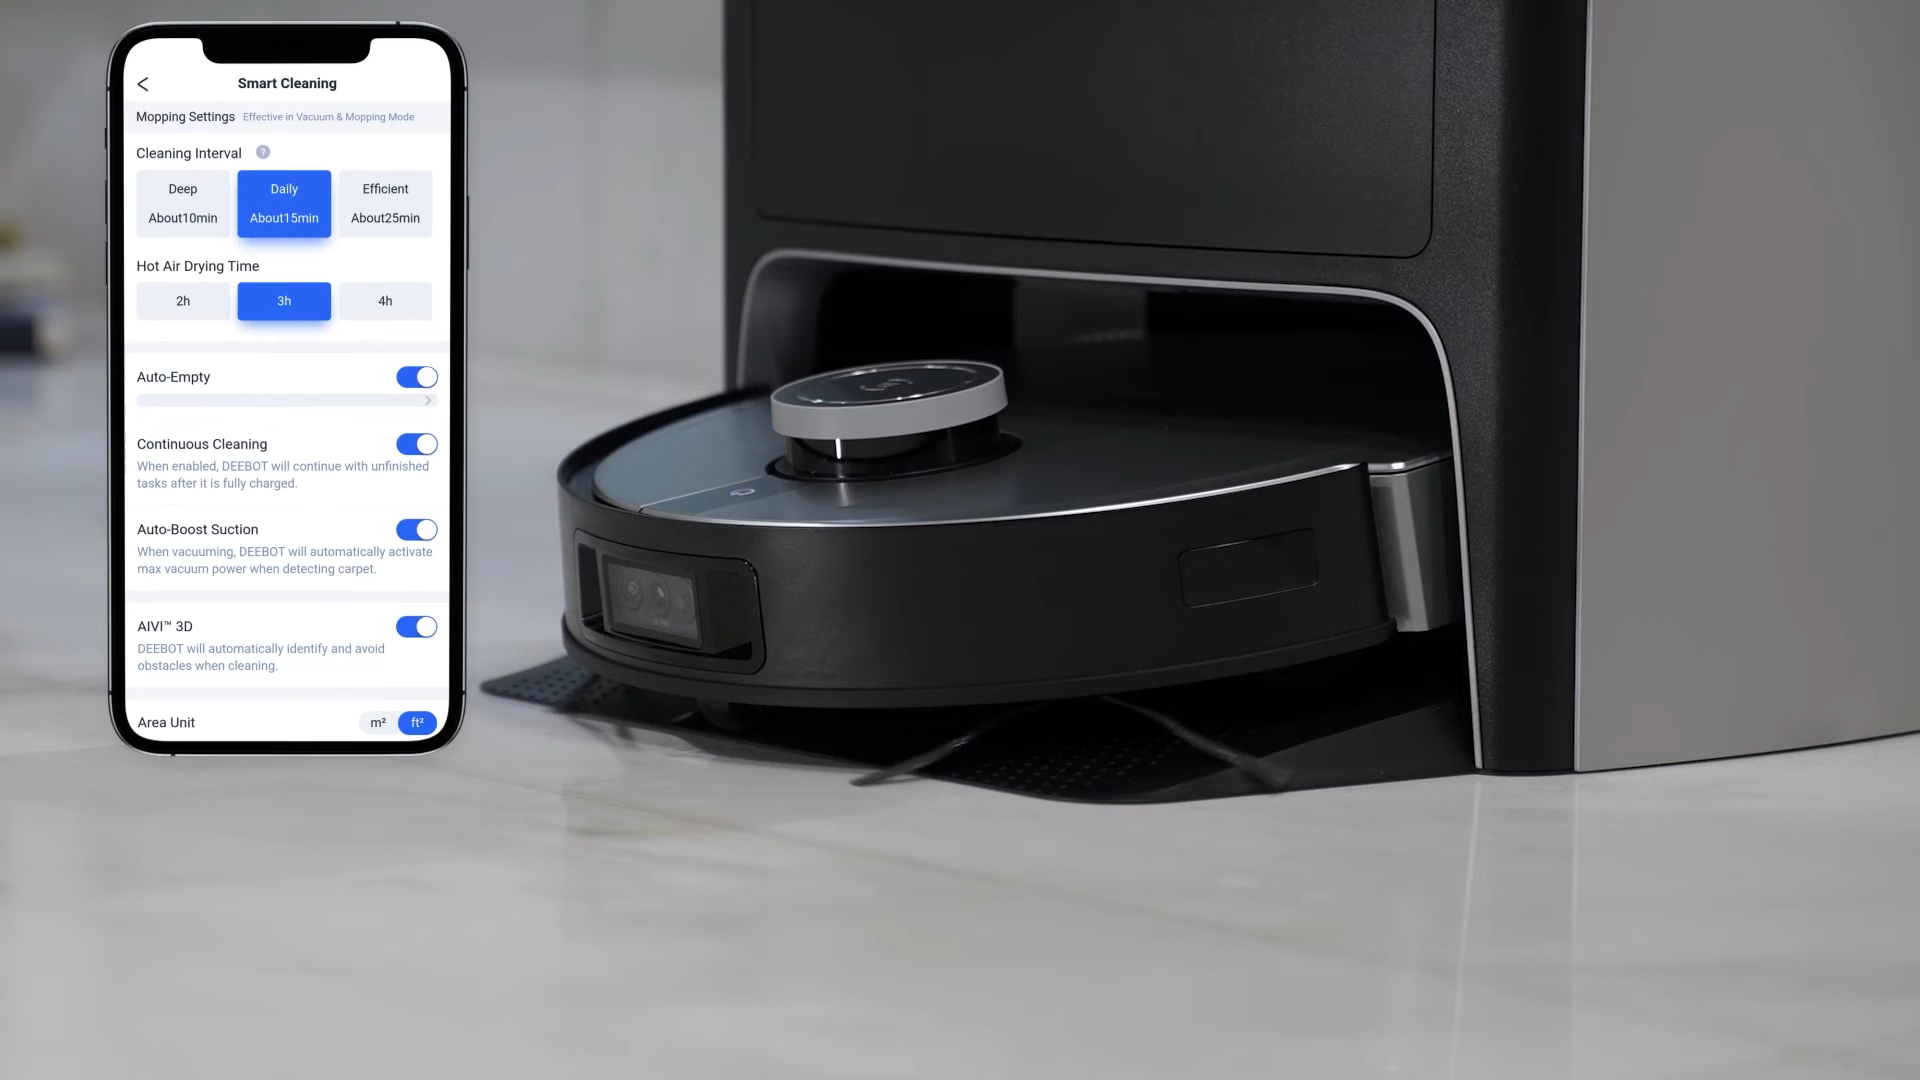 Smart Cleaning
Mopping Settings Effective in Vacuum & Mopping Mode
Cleaning Interval ?
Deep Daily Efficient
About10min About15min About25min
Hot Air Drying Time
2h 3h 4h
Auto-Empty
Continuous Cleaning
When enabled, DEEBOT will continue with unfinished
tasks after it is fully charged.
Auto-Boost Suction
When vacuuming, DEEBOT will automatically activate
max vacuum power when detecting carpet.
AIVI™ 3D
DEEBOT will automatically identify and avoid
obstacles when cleaning.
Area Unit m² ft²